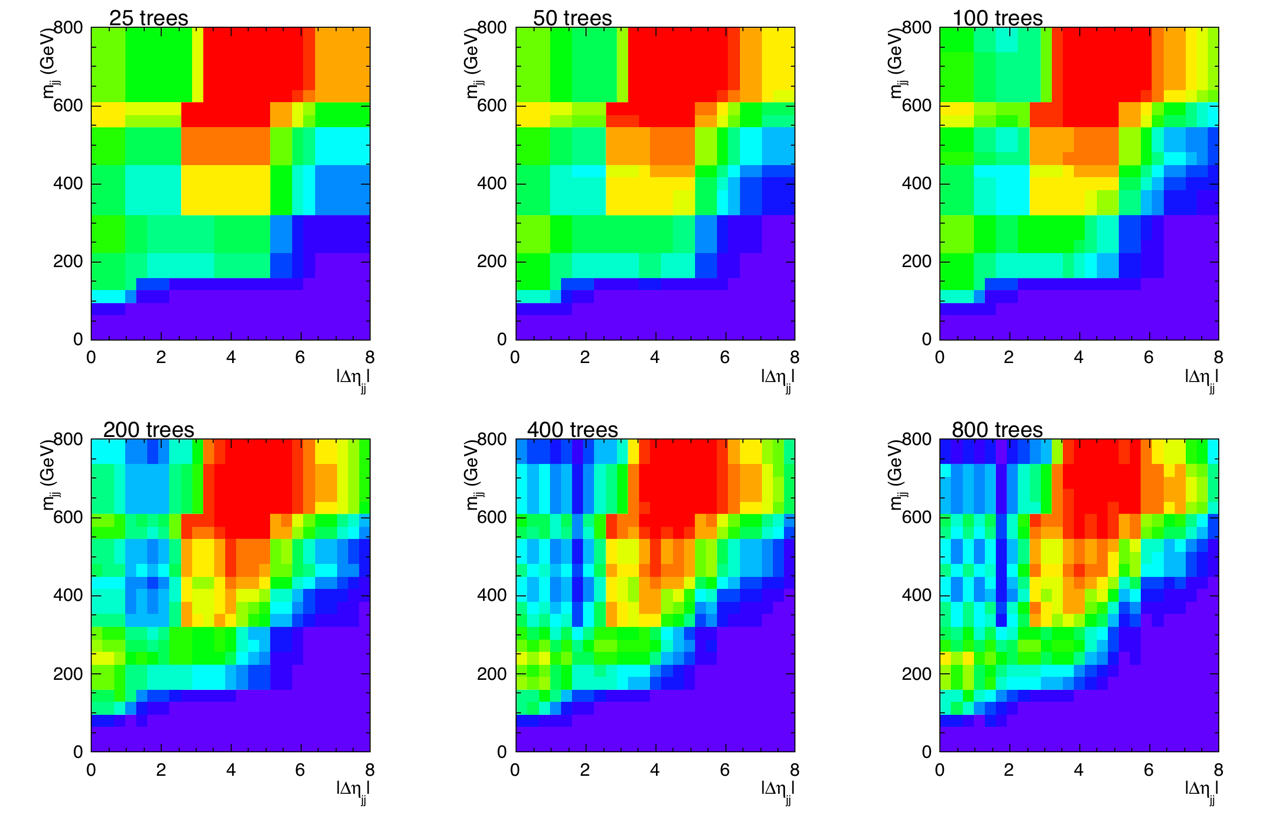 25 trees
50 trees
100 trees
m_jj (GeV)
m_jj (GeV)
m_jj (GeV)
800
600
400
200
0
800
600
400
200
0
800
600
400
200
0
0 2 4 6 8
0 2 4 6 8
0 2 4 6 8
|Δη_jj|
|Δη_jj|
|Δη_jj|
200 trees
400 trees
800 trees
m_jj (GeV)
m_jj (GeV)
m_jj (GeV)
800
600
400
200
0
800
600
400
200
0
800
600
400
200
0
0 2 4 6 8
0 2 4 6 8
0 2 4 6 8
|Δη_jj|
|Δη_jj|
|Δη_jj|